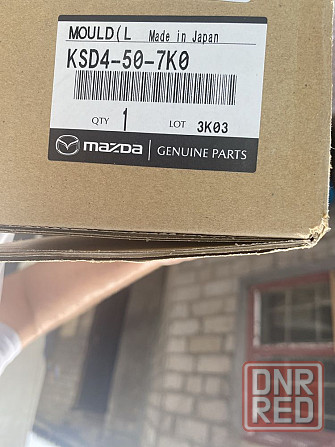 MOULD(L Made in Japan
KSD4-50-7K0
QTY 1 LOT 3K03
mazda GENUINE PARTS
DNR
RED